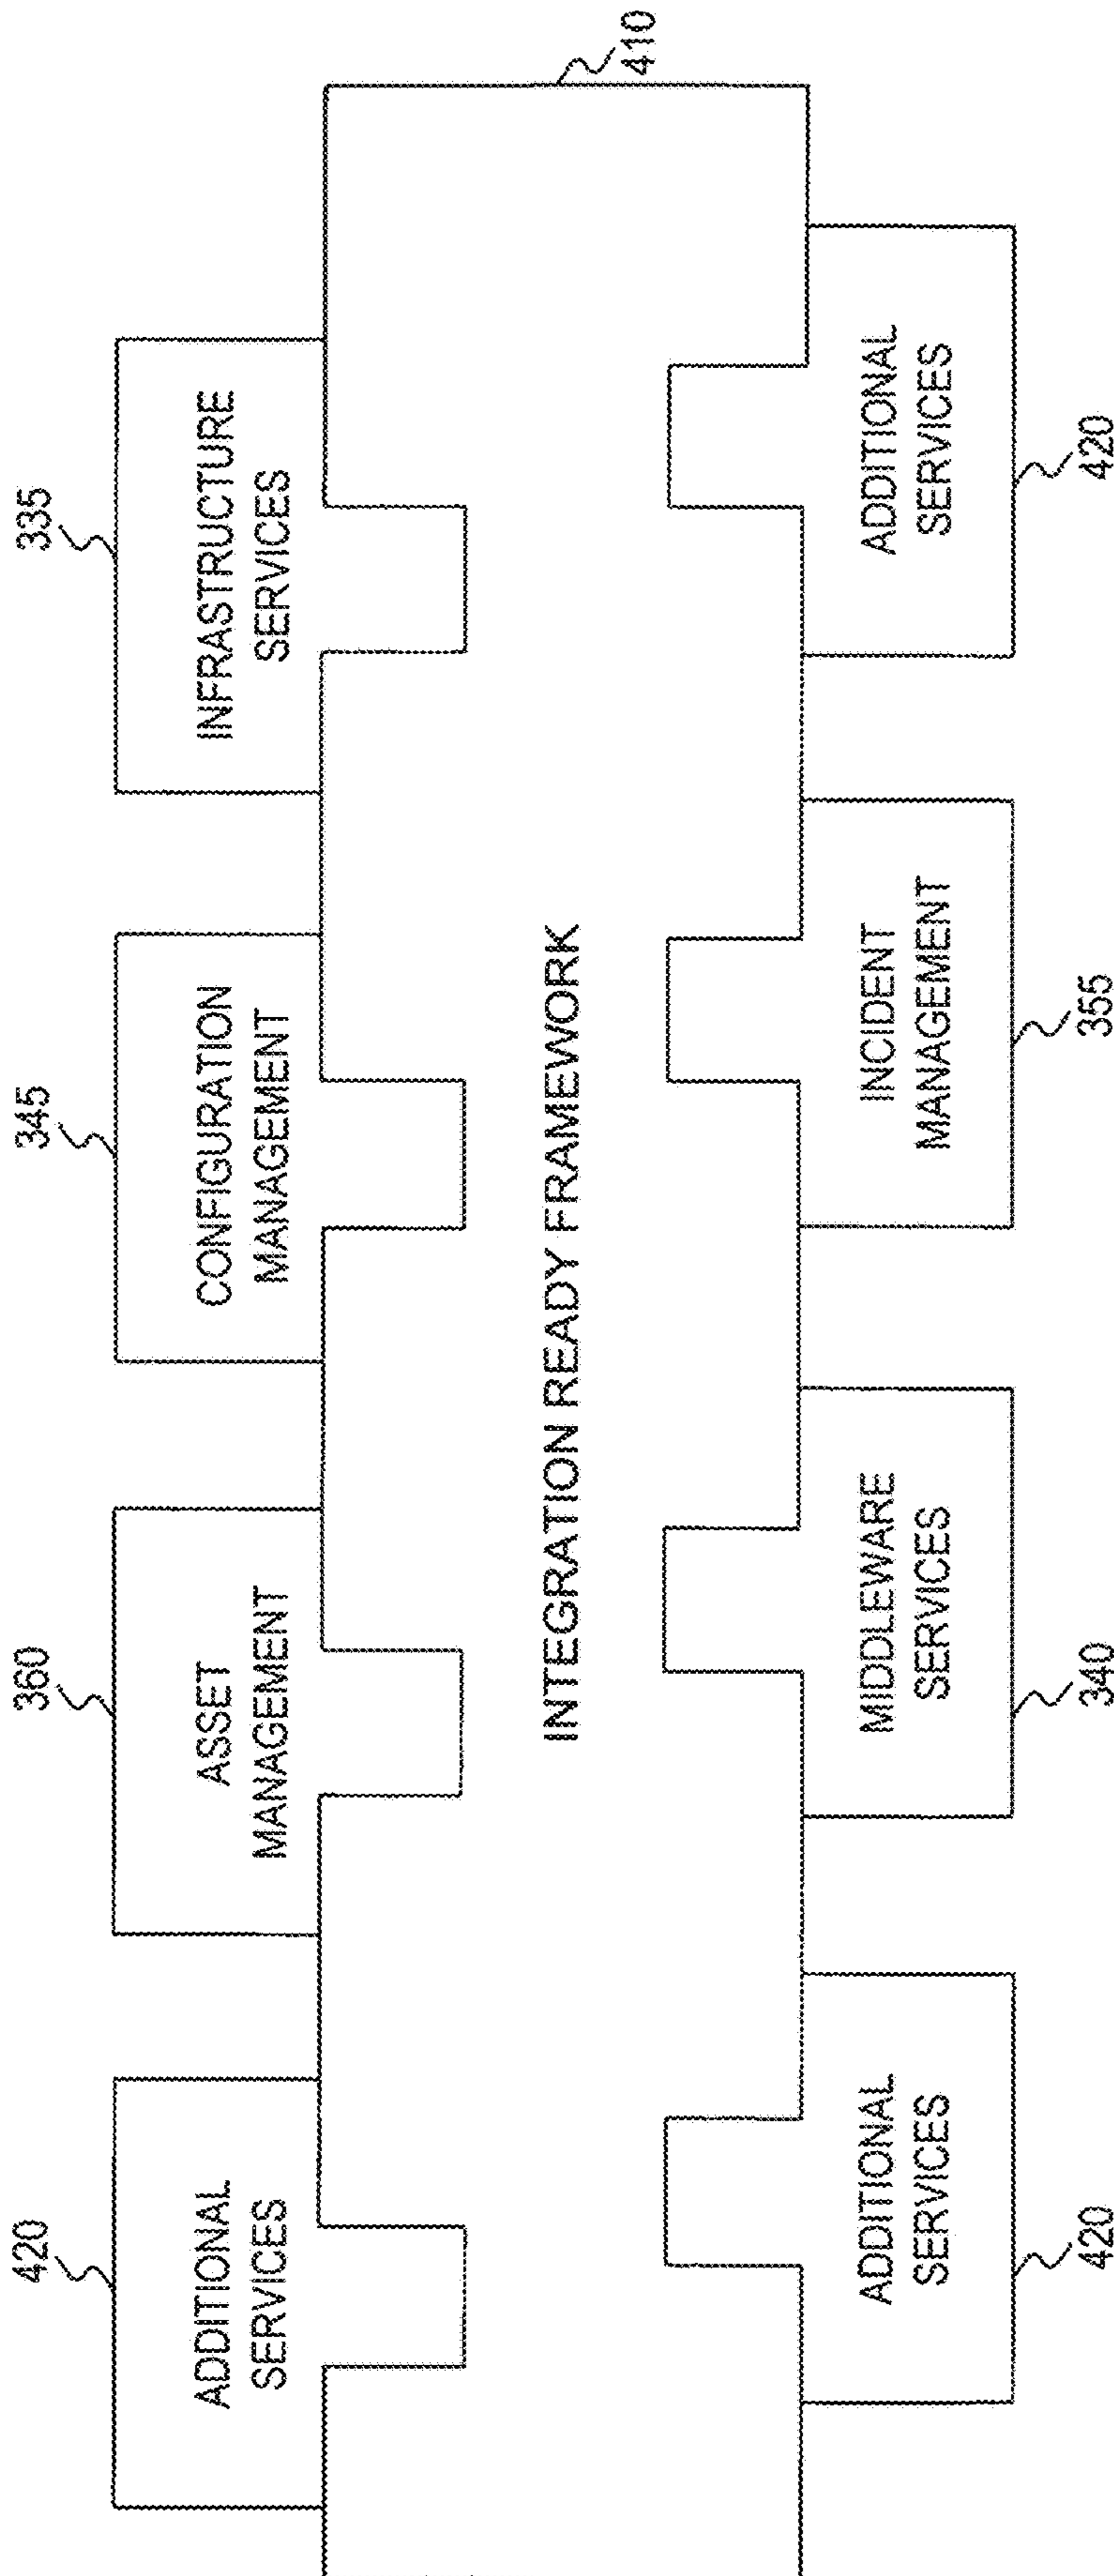 420
360
345
335
ADDITIONAL
SERVICES
ASSET
MANAGEMENT
CONFIGURATION
MANAGEMENT
INFRASTRUCTURE
SERVICES
INTEGRATION READY FRAMEWORK
410
ADDITIONAL
SERVICES
MIDDLEWARE
SERVICES
INCIDENT
MANAGEMENT
ADDITIONAL
SERVICES
420
340
355
420